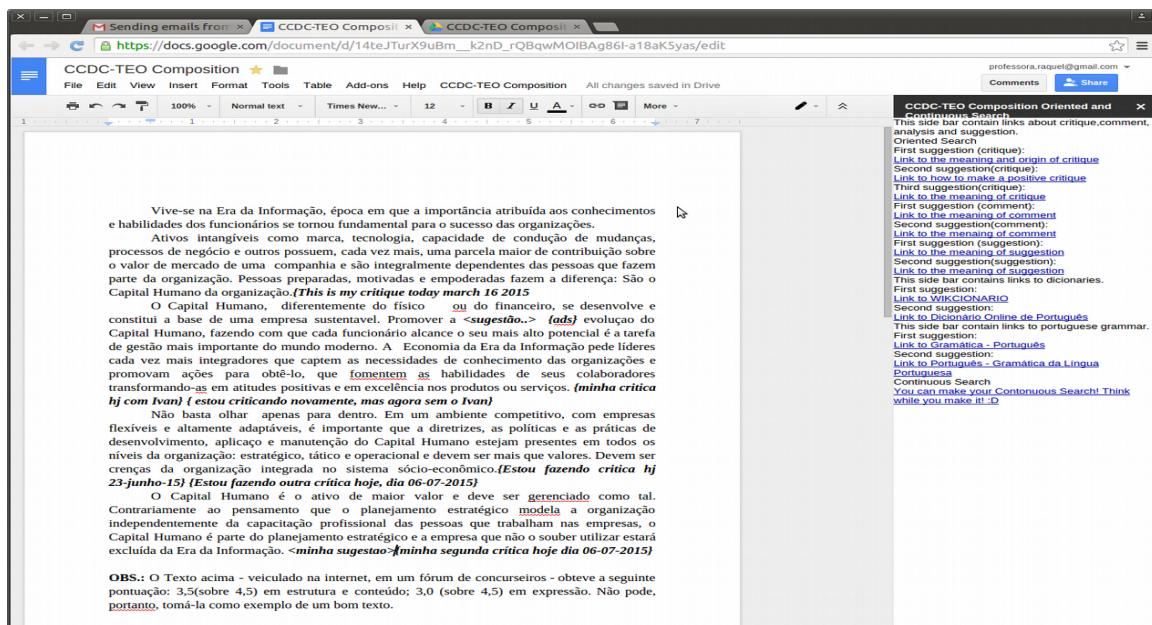 Sending emails from
CCDC-TEO Composit
CCDC-TEO Composit
https://docs.google.com/document/d/14teJTurX9uBm__k2nD_rQBqwMOIBAg86I-a18aK5yas/edit
CCDC-TEO Composition
professora.raquel@gmail.com
File Edit View Insert Format Tools Table Add-ons Help CCDC-TEO Composition All changes saved in Drive
Comments Share
100% Normal text Times New... 12 B I U A More
1 1 2 3 4 5 6 7
Vive-se na Era da Informação, época em que a importância atribuída aos conhecimentos
e habilidades dos funcionários se tornou fundamental para o sucesso das organizações.
Ativos intangíveis como marca, tecnologia, capacidade de condução de mudanças,
processos de negócio e outros possuem, cada vez mais, uma parcela maior de contribuição sobre
o valor de mercado de uma companhia e são integralmente dependentes das pessoas que fazem
parte da organização. Pessoas preparadas, motivadas e empoderadas fazem a diferença: São o
Capital Humano da organização.{This is my critique today march 16 2015
O Capital Humano, diferentemente do físico ou do financeiro, se desenvolve e
constitui a base de uma empresa sustentavel. Promover a <sugestão..> {ads} evoluçao do
Capital Humano, fazendo com que cada funcionário alcance o seu mais alto potencial é a tarefa
de gestão mais importante do mundo moderno. A Economia da Era da Informação pede líderes
cada vez mais integradores que captem as necessidades de conhecimento das organizações e
promovam ações para obtê-lo, que fomentem as habilidades de seus colaboradores
transformando-as em atitudes positivas e em excelência nos produtos ou serviços. {minha critica
hj com Ivan} { estou criticando novamente, mas agora sem o Ivan}
Não basta olhar apenas para dentro. Em um ambiente competitivo, com empresas
flexíveis e altamente adaptáveis, é importante que a diretrizes, as políticas e as práticas de
desenvolvimento, aplicaço e manutenção do Capital Humano estejam presentes em todos os
níveis da organização: estratégico, tático e operacional e devem ser mais que valores. Devem ser
crenças da organização integrada no sistema sócio-econômico.{Estou fazendo critica hj
23-junho-15} {Estou fazendo outra crítica hoje, dia 06-07-2015}
O Capital Humano é o ativo de maior valor e deve ser gerenciado como tal.
Contrariamente ao pensamento que o planejamento estratégico modela a organização
independentemente da capacitação profissional das pessoas que trabalham nas empresas, o
Capital Humano é parte do planejamento estratégico e a empresa que não o souber utilizar estará
excluída da Era da Informação. <minha sugestao>{minha segunda crítica hoje dia 06-07-2015}
OBS.: O Texto acima - veiculado na internet, em um fórum de concurseiros - obteve a seguinte
pontuação: 3,5(sobre 4,5) em estrutura e conteúdo; 3,0 (sobre 4,5) em expressão. Não pode,
portanto, tomá-la como exemplo de um bom texto.
CCDC-TEO Composition Oriented and
Continuous Search
This side bar contain links about critique,comment,
analysis and suggestion.
Oriented Search
First suggestion (critique):
Link to the meaning and origin of critique
Second suggestion(critique):
Link to how to make a positive critique
Third suggestion(critique):
Link to the meaning of critique
First suggestion (comment):
Link to the meaning of comment
Second suggestion(comment):
Link to the menaing of comment
First suggestion (suggestion):
Link to the meaning of suggestion
Second suggestion(suggestion):
Link to the meaning of suggestion
This side contain links to dicionaries.
First suggestion:
Link to WIKCIONARIO
Second suggestion:
Link to Dicionário Online de Português
This side bar contain links to portuguese grammar.
First suggestion:
Link to Gramática - Português
Second suggestion:
Link to Português - Gramática da Língua
Portuguesa
Continuous Search
You can make your Contonuous Search! Think
while you make it! :D